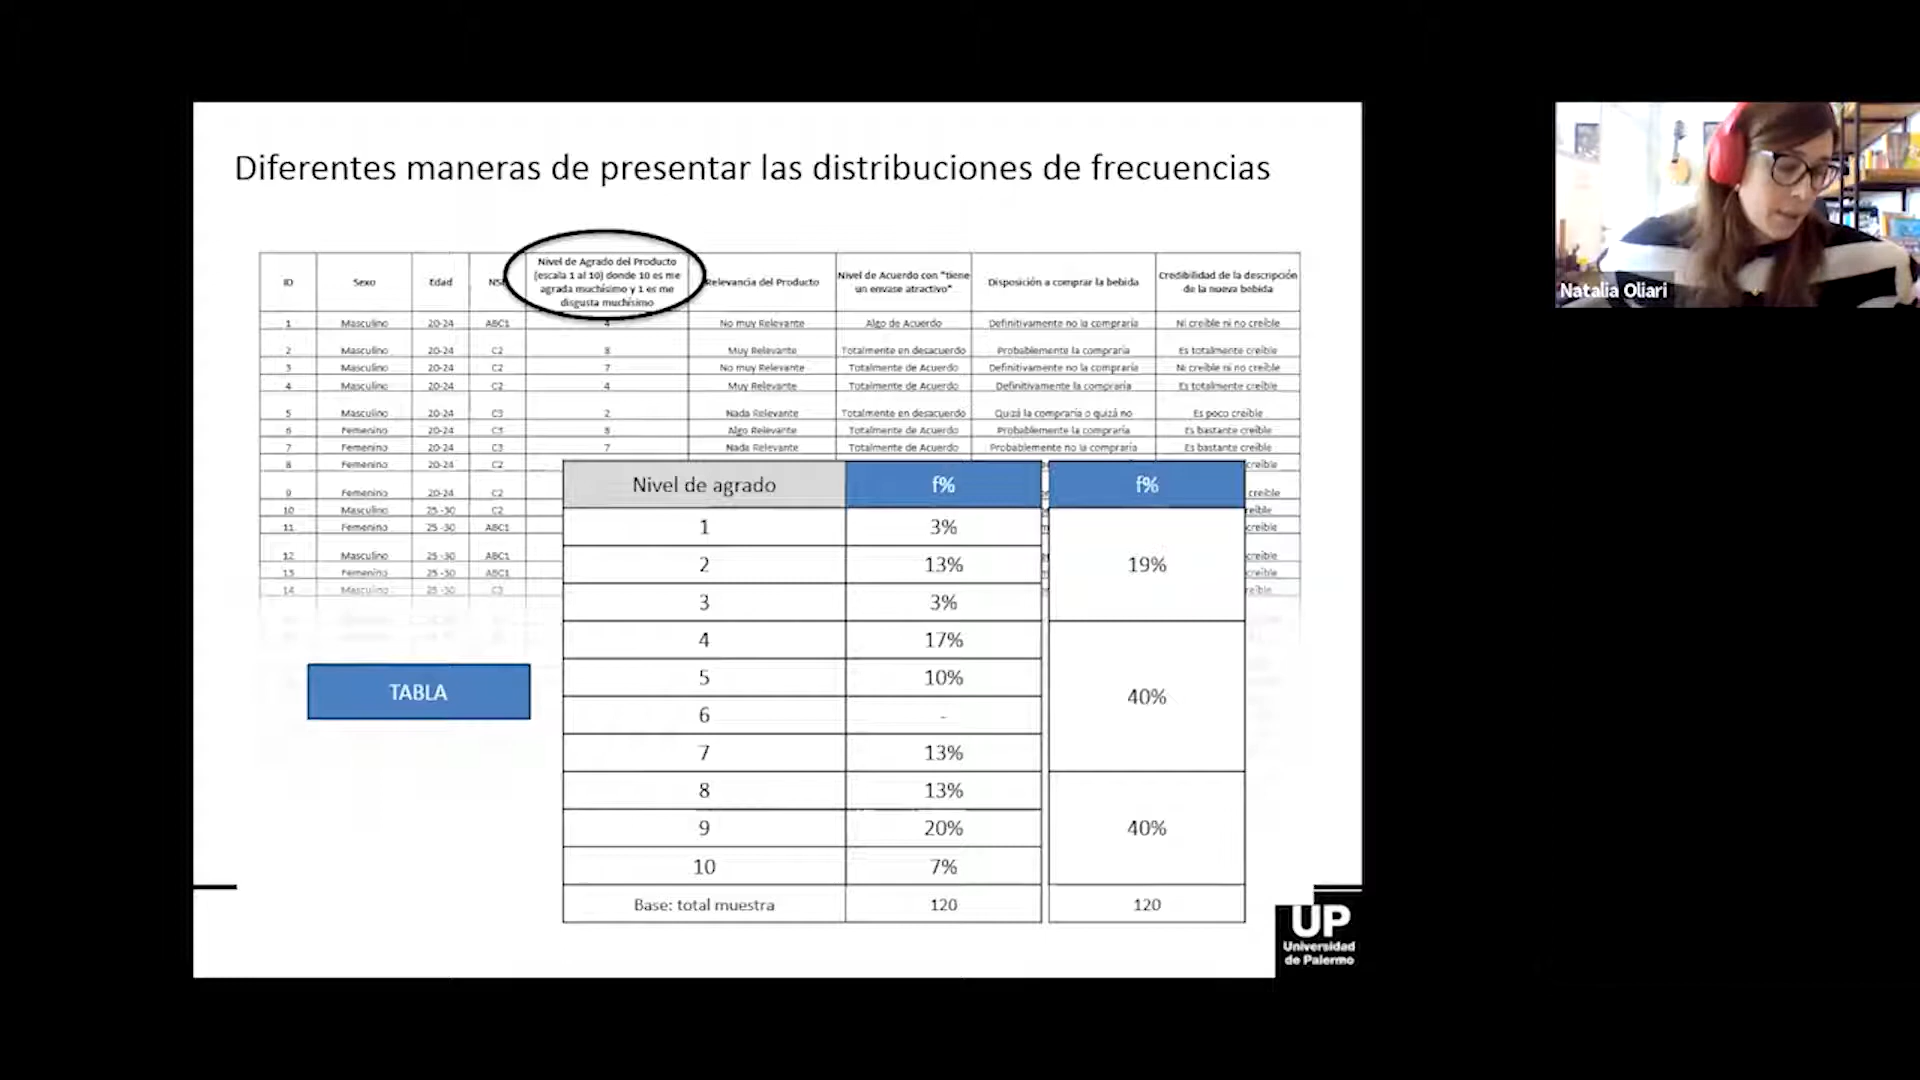 Diferentes maneras de presentar las distribuciones de frecuencias
Natalia Oliari
ID Sexo Edad NS Nivel de Agrado del Producto (escala 1 al 10) donde 10 es me agrada muchísimo y 1 es me disgusta muchísimo Relevancia del Producto Nivel de Acuerdo con "tiene un envase atractivo" Disposición a comprar la bebida Credibilidad de la descripción de la nueva bebida
1 Masculino 20-24 ABC1 4 No muy Relevante Algo de Acuerdo Definitivamente no la compraría Ni creíble ni no creíble
2 Masculino 20-24 C2 8 Muy Relevante Totalmente en desacuerdo Probablemente la compraría Es totalmente creíble
3 Masculino 20-24 C2 7 No muy Relevante Totalmente de Acuerdo Definitivamente no la compraría Ni creíble ni no creíble
4 Masculino 20-24 C2 4 Muy Relevante Totalmente de Acuerdo Definitivamente la compraría Es totalmente creíble
5 Masculino 20-24 C3 2 Nada Relevante Totalmente en desacuerdo Quizá la compraría o quizá no Es poco creíble
6 Femenino 20-24 C3 8 Algo Relevante Totalmente de Acuerdo Probablemente la compraría Es bastante creíble
7 Femenino 20-24 C3 7 Nada Relevante Totalmente de Acuerdo Probablemente no la compraría Es bastante creíble
8 Femenino 20-24 C2 creíble
9 Femenino 20-24 C2 creíble
10 Masculino 25 -30 C2 creíble
11 Femenino 25 -30 ABC1 creíble
12 Masculino 25 -30 ABC1 creíble
13 Femenino 25 -30 ABC1 creíble
14 Masculino 25 -30 C3 creíble
Nivel de agrado f% f%
1 3%
2 13% 19%
3 3%
4 17%
5 10%
40%
6 -
7 13%
8 13%
9 20% 40%
10 7%
Base: total muestra 120 120
TABLA
UP
Universidad
de Palermo